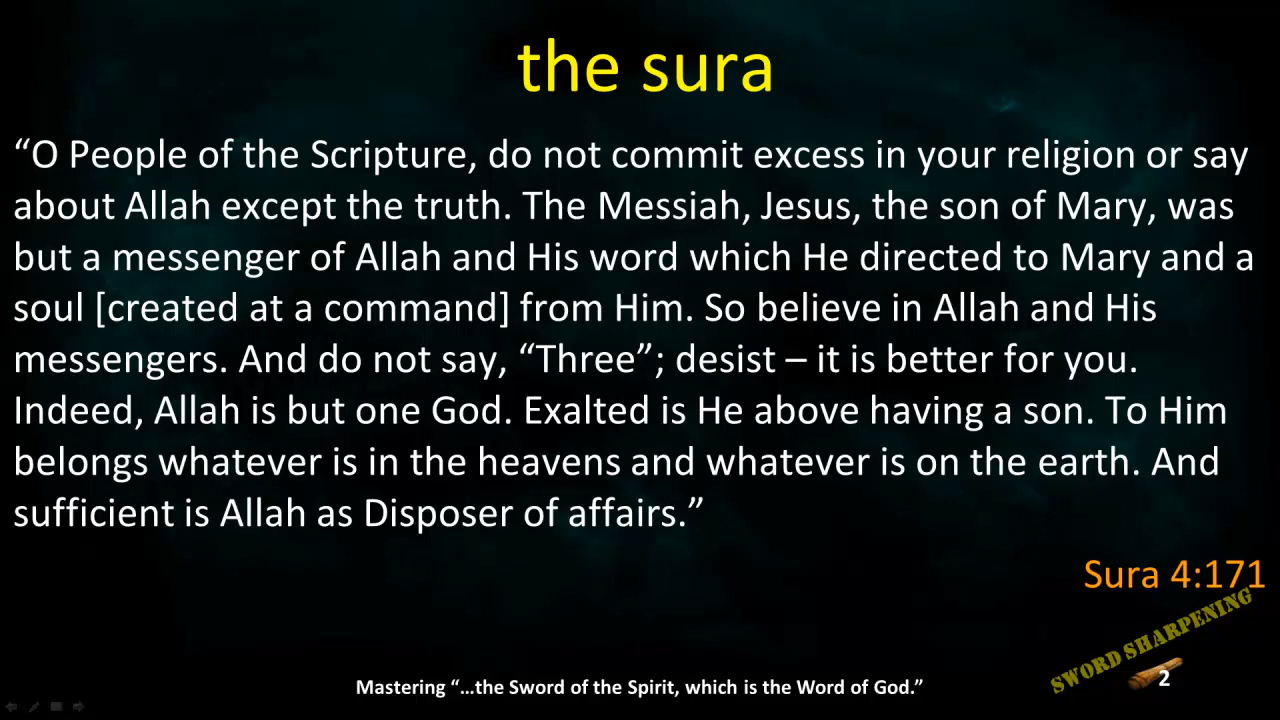 the sura
“O People of the Scripture, do not commit excess in your religion or say
about Allah except the truth. The Messiah, Jesus, the son of Mary, was
but a messenger of Allah and His word which He directed to Mary and a
soul [created at a command] from Him. So believe in Allah and His
messengers. And do not say, “Three”; desist – it is better for you.
Indeed, Allah is but one God. Exalted is He above having a son. To Him
belongs whatever is in the heavens and whatever is on the earth. And
sufficient is Allah as Disposer of affairs.”
Sura 4:171
SWORD SHARPENING
Mastering “…the Sword of the Spirit, which is the Word of God.”
2